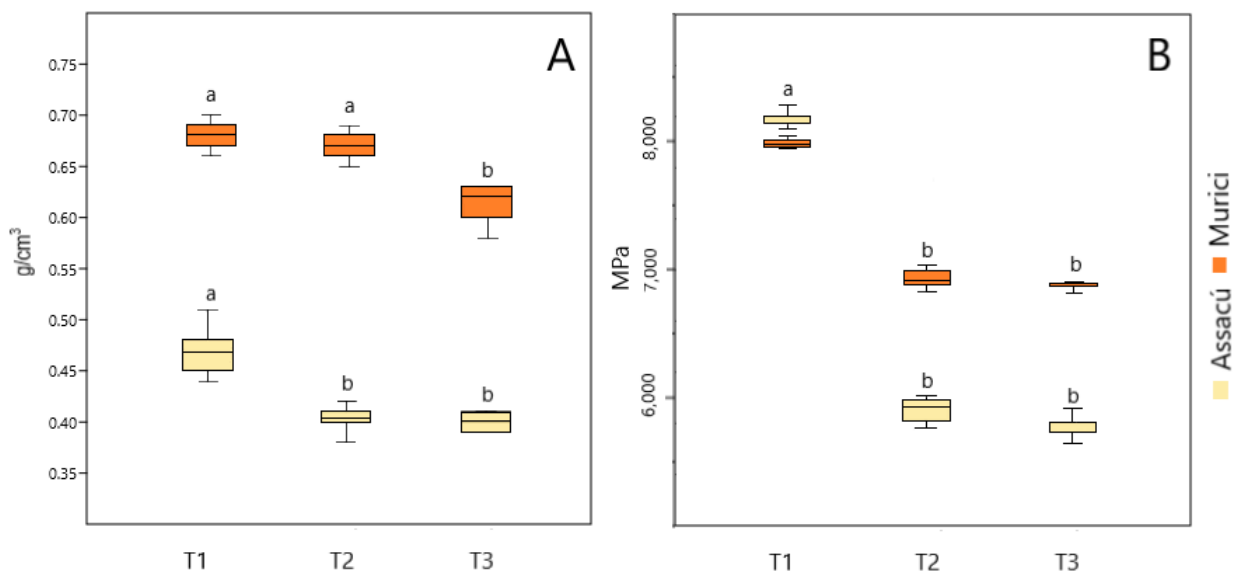 A
g/cm³
0.75
0.70
0.65
0.60
0.55
0.50
0.45
0.40
0.35
a
a
b
a
b
b
T1 T2 T3
B
MPa
8,000
7,000
6,000
a
b
b
b
b
T1 T2 T3
Murici
Assacú